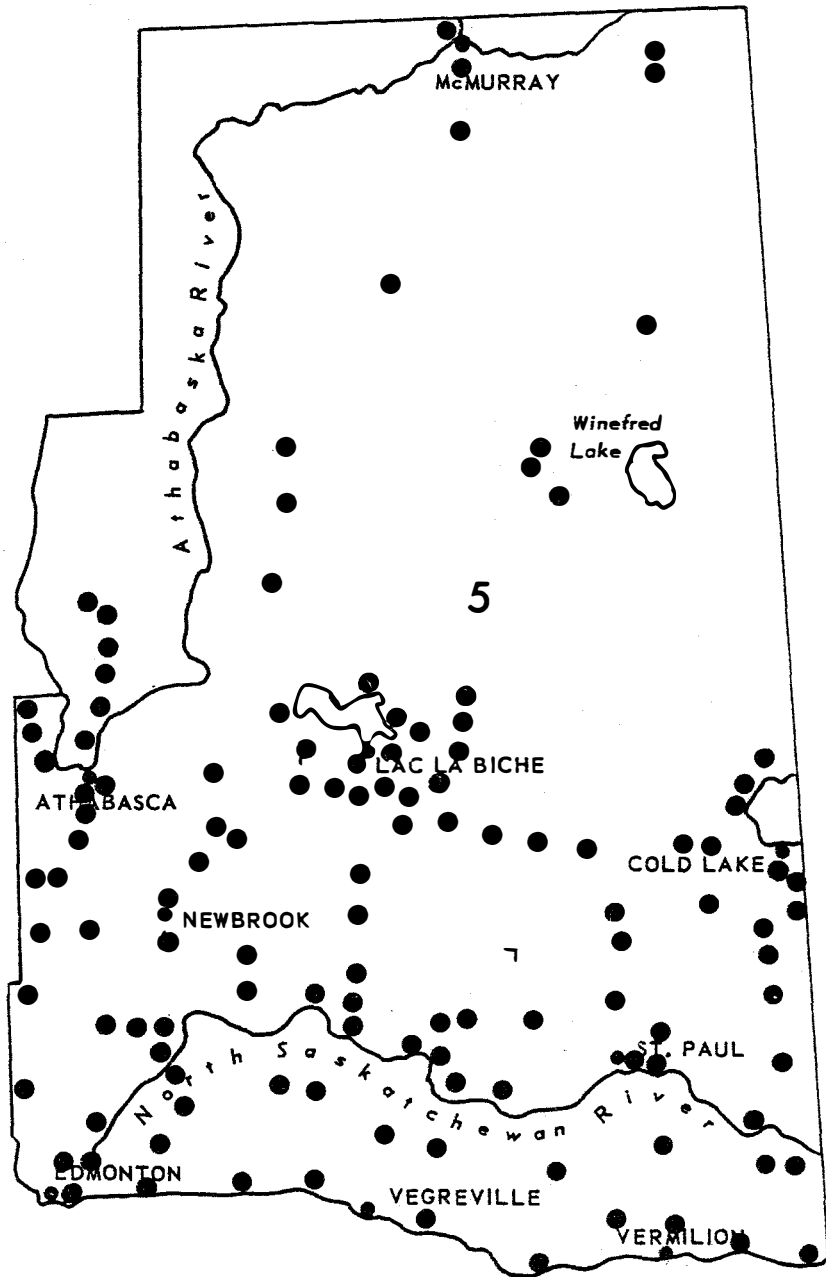 McMURRAY
Athabaska River
Winefred
Lake
5
LAC LA BICHE
ATHABASCA
COLD LAKE
NEWBROOK
North Saskatchewan River
ST. PAUL
EDMONTON
VEGREVILLE
VERMILION